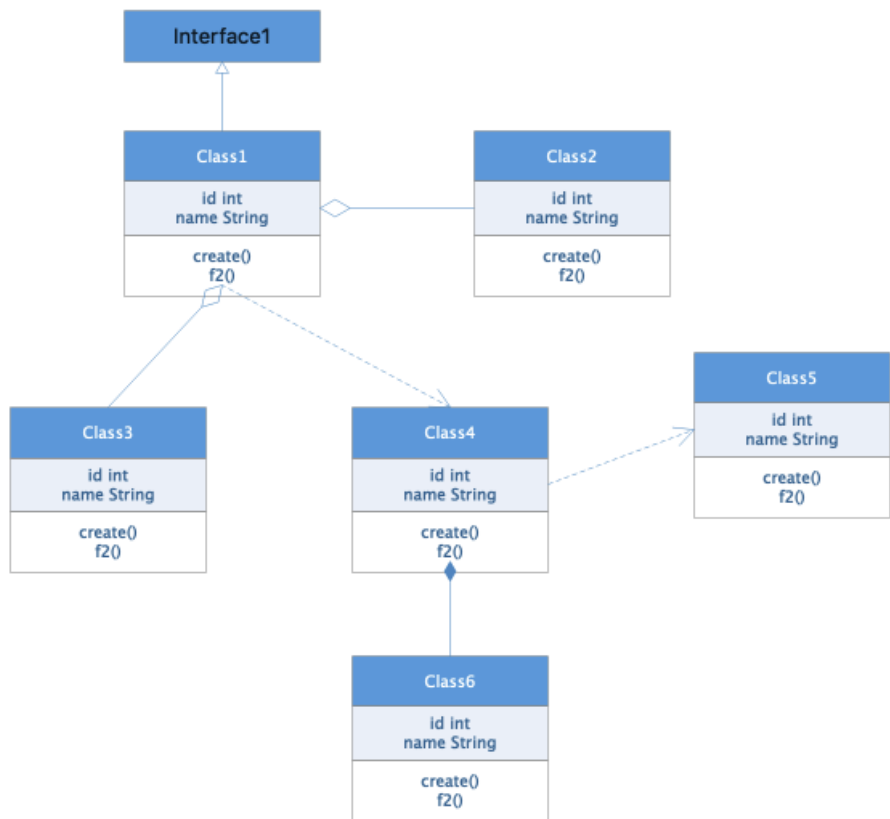 Interface1
Class1
id int
name String
create()
f2()
Class2
id int
name String
create()
f2()
Class3
id int
name String
create()
f2()
Class4
id int
name String
create()
f2()
Class5
id int
name String
create()
f2()
Class6
id int
name String
create()
f2()